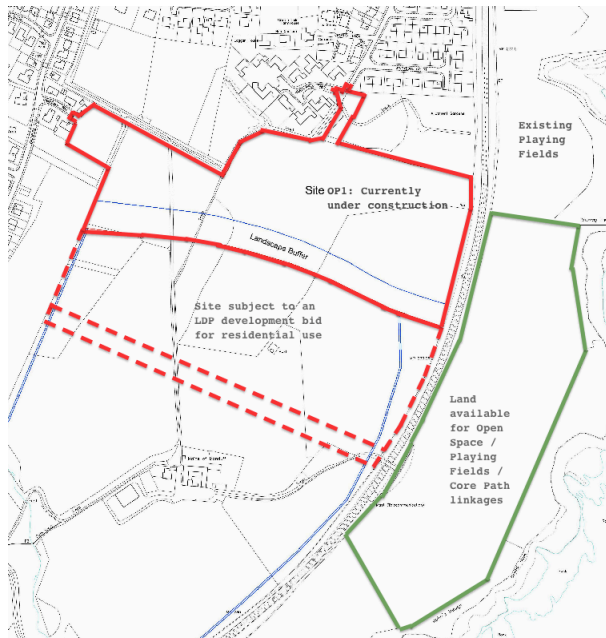 Existing
Playing
Fields
Site OP1: Currently
under construction
Landscape Buffer
Site subject to an
LDP development bid
for residential use
Land
available
for Open
Space /
Playing
Fields /
Core Path
linkages